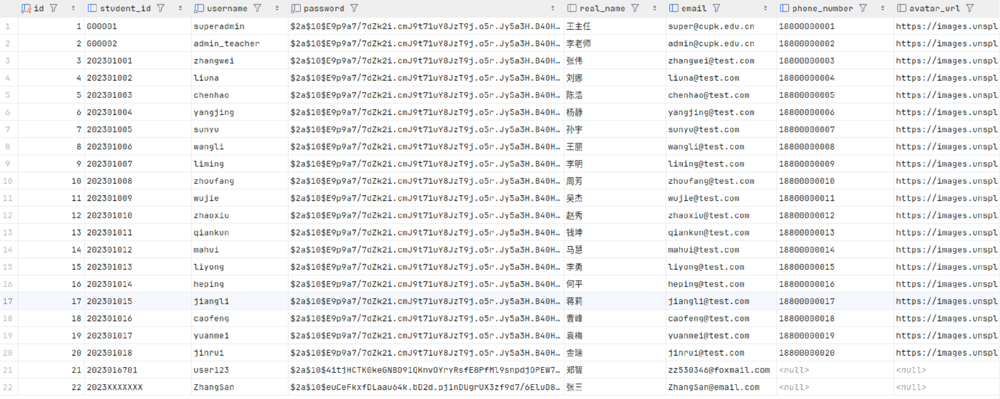 id student_id username password real_name email phone_number avatar_url
1 1 G00001 superadmin $2a$10$E9p9a7/7dZk2i.cmJ9t71uY8JzT9j.o5r.Jy5a3H.B40H… 王主任 super@cupk.edu.cn 18800000001 https://images.unspl
2 2 G00002 admin_teacher $2a$10$E9p9a7/7dZk2i.cmJ9t71uY8JzT9j.o5r.Jy5a3H.B40H… 李老师 admin@cupk.edu.cn 18800000002 https://images.unspl
3 3 202301001 zhangwei $2a$10$E9p9a7/7dZk2i.cmJ9t71uY8JzT9j.o5r.Jy5a3H.B40H… 张伟 zhangwei@test.com 18800000003 https://images.unspl
4 4 202301002 liuna $2a$10$E9p9a7/7dZk2i.cmJ9t71uY8JzT9j.o5r.Jy5a3H.B40H… 刘娜 liuna@test.com 18800000004 https://images.unspl
5 5 202301003 chenhao $2a$10$E9p9a7/7dZk2i.cmJ9t71uY8JzT9j.o5r.Jy5a3H.B40H… 陈浩 chenhao@test.com 18800000005 https://images.unspl
6 6 202301004 yangjing $2a$10$E9p9a7/7dZk2i.cmJ9t71uY8JzT9j.o5r.Jy5a3H.B40H… 杨静 yangjing@test.com 18800000006 https://images.unspl
7 7 202301005 sunyu $2a$10$E9p9a7/7dZk2i.cmJ9t71uY8JzT9j.o5r.Jy5a3H.B40H… 孙宇 sunyu@test.com 18800000007 https://images.unspl
8 8 202301006 wangli $2a$10$E9p9a7/7dZk2i.cmJ9t71uY8JzT9j.o5r.Jy5a3H.B40H… 王丽 wangli@test.com 18800000008 https://images.unspl
9 9 202301007 liming $2a$10$E9p9a7/7dZk2i.cmJ9t71uY8JzT9j.o5r.Jy5a3H.B40H… 李明 liming@test.com 18800000009 https://images.unspl
10 10 202301008 zhoufang $2a$10$E9p9a7/7dZk2i.cmJ9t71uY8JzT9j.o5r.Jy5a3H.B40H… 周芳 zhoufang@test.com 18800000010 https://images.unspl
11 11 202301009 wujie $2a$10$E9p9a7/7dZk2i.cmJ9t71uY8JzT9j.o5r.Jy5a3H.B40H… 吴杰 wujie@test.com 18800000011 https://images.unspl
12 12 202301010 zhaoxiu $2a$10$E9p9a7/7dZk2i.cmJ9t71uY8JzT9j.o5r.Jy5a3H.B40H… 赵秀 zhaoxiu@test.com 18800000012 https://images.unspl
13 13 202301011 qiankun $2a$10$E9p9a7/7dZk2i.cmJ9t71uY8JzT9j.o5r.Jy5a3H.B40H… 钱坤 qiankun@test.com 18800000013 https://images.unspl
14 14 202301012 mahui $2a$10$E9p9a7/7dZk2i.cmJ9t71uY8JzT9j.o5r.Jy5a3H.B40H… 马慧 mahui@test.com 18800000014 https://images.unspl
15 15 202301013 liyong $2a$10$E9p9a7/7dZk2i.cmJ9t71uY8JzT9j.o5r.Jy5a3H.B40H… 李勇 liyong@test.com 18800000015 https://images.unspl
16 16 202301014 heping $2a$10$E9p9a7/7dZk2i.cmJ9t71uY8JzT9j.o5r.Jy5a3H.B40H… 何平 heping@test.com 18800000016 https://images.unspl
17 17 202301015 jiangli $2a$10$E9p9a7/7dZk2i.cmJ9t71uY8JzT9j.o5r.Jy5a3H.B40H… 蒋莉 jiangli@test.com 18800000017 https://images.unspl
18 18 202301016 caofeng $2a$10$E9p9a7/7dZk2i.cmJ9t71uY8JzT9j.o5r.Jy5a3H.B40H… 曹峰 caofeng@test.com 18800000018 https://images.unspl
19 19 202301017 yuanmei $2a$10$E9p9a7/7dZk2i.cmJ9t71uY8JzT9j.o5r.Jy5a3H.B40H… 袁梅 yuanmei@test.com 18800000019 https://images.unspl
20 20 202301018 jinrui $2a$10$E9p9a7/7dZk2i.cmJ9t71uY8JzT9j.o5r.Jy5a3H.B40H… 金瑞 jinrui@test.com 18800000020 https://images.unspl
21 21 2023016701 user123 $2a$10$4itjHCTK0keGNBD91QKnvOYryRsfE8PfMl9snpdjOPEW7… 郑智 zz530346@foxmail.com <null> <null>
22 22 2023XXXXXXX ZhangSan $2a$10$euCeFkxfDLaau64k.bD2d.pj1nDUgrUX3zf9d7/6EluD8… 张三 ZhangSan@email.com <null> <null>